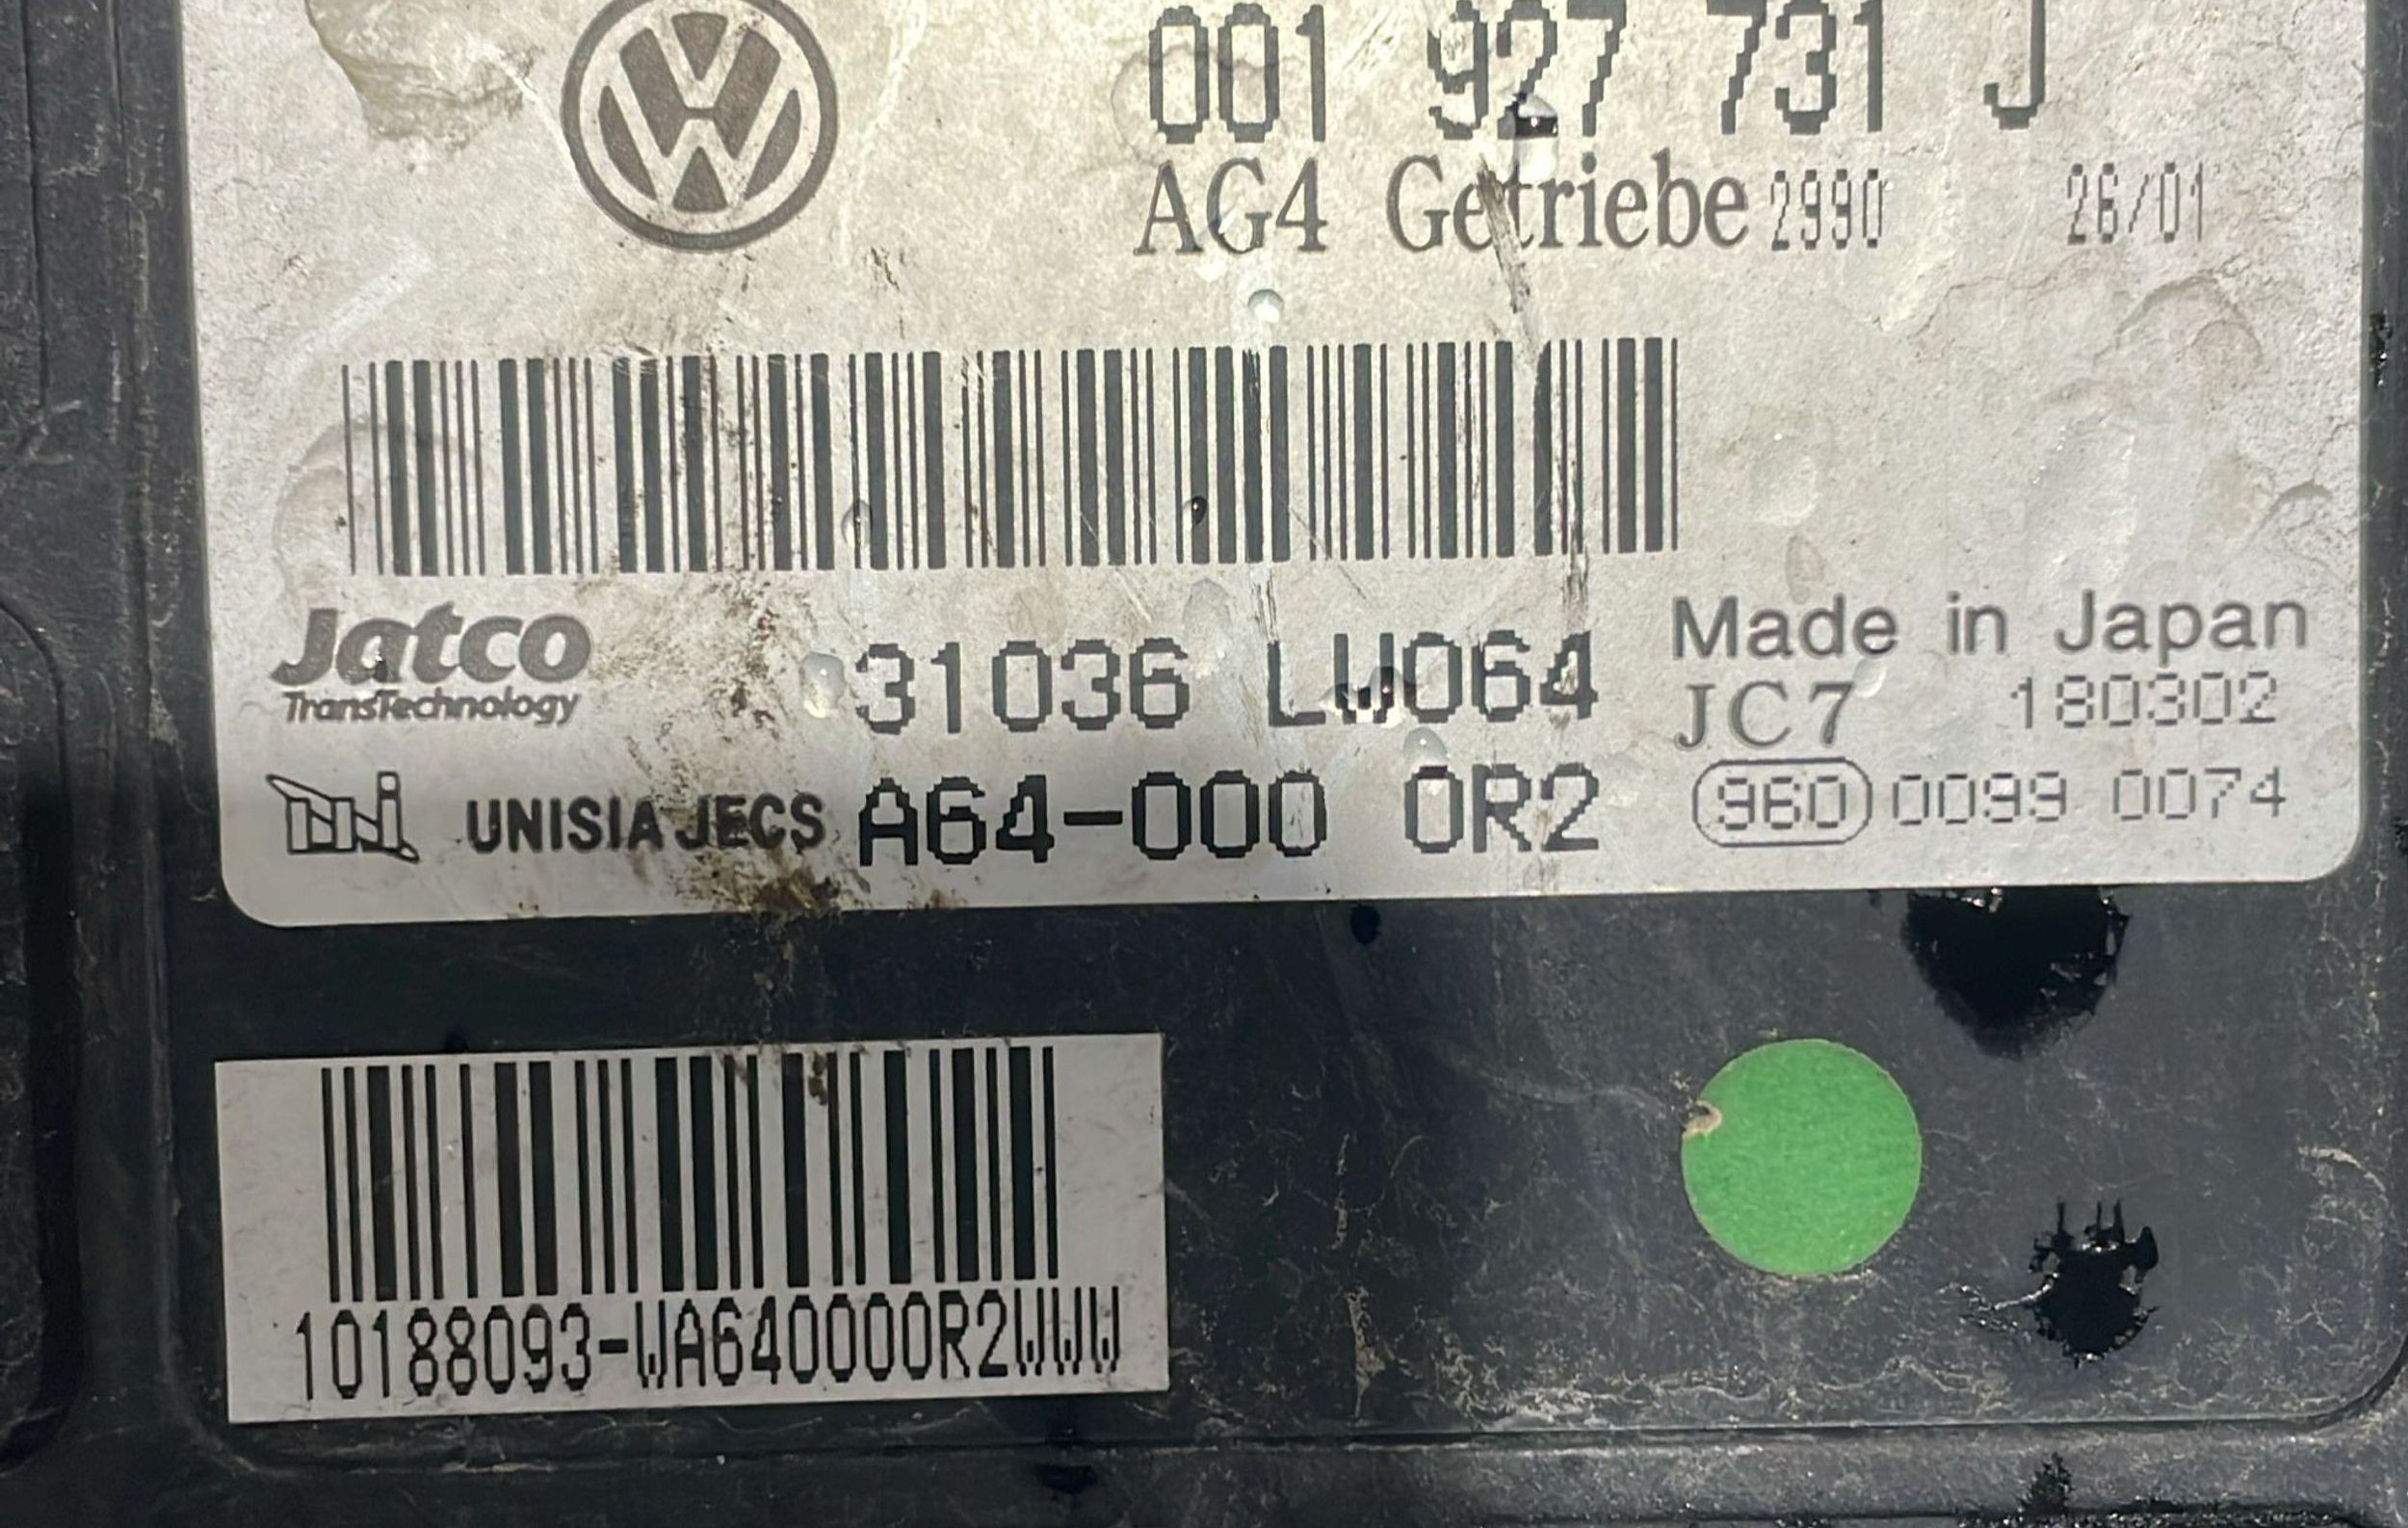 001 927 731 J
AG4 Getriebe 2990 26/01
Jatco
TransTechnology
31036 LW064
Made in Japan
JC7 180302
UNISIA JECS A64-000 0R2
960 0099 0074
10188093-WA640000R2WWW